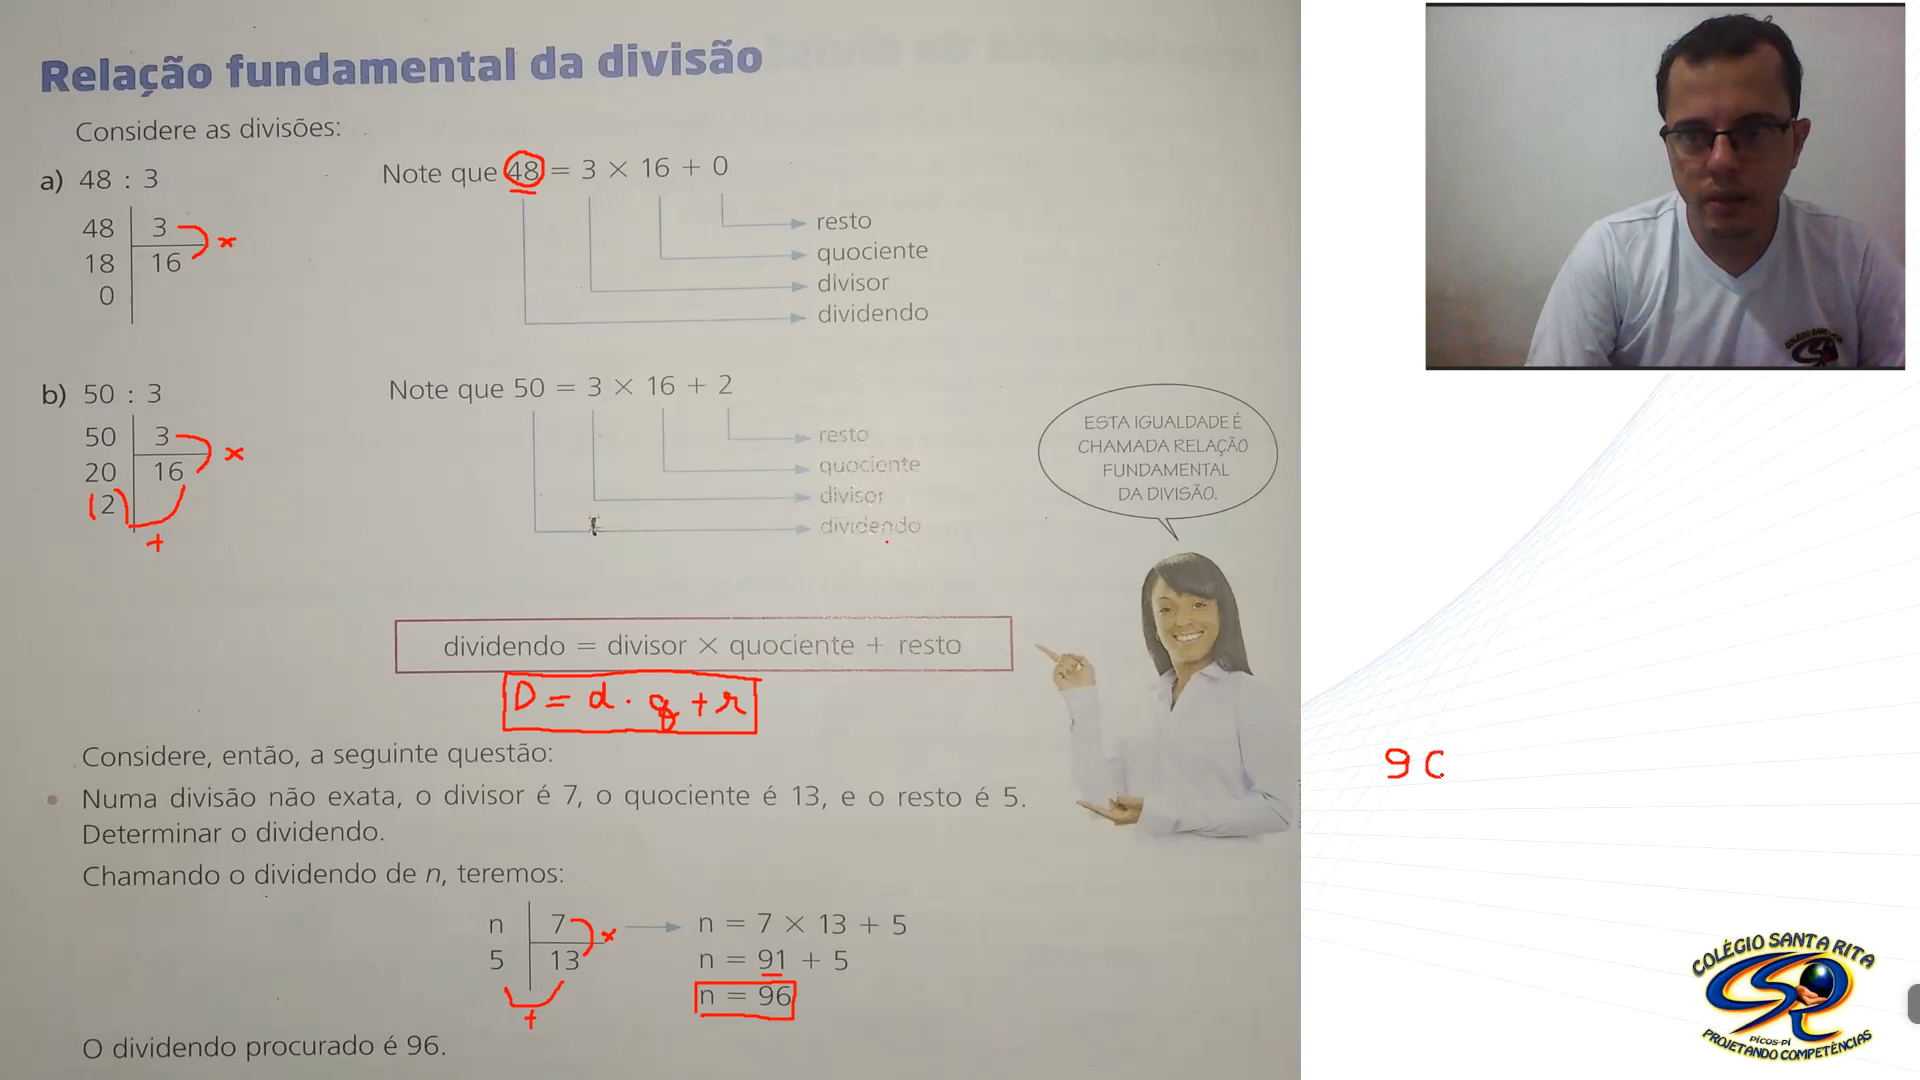 Relação fundamental da divisão
Considere as divisões:
a) 48 : 3
48 3
18 16
0
×
Note que 48 = 3 × 16 + 0
resto
quociente
divisor
dividendo
b) 50 : 3
50 3
20 16
2
×
+
Note que 50 = 3 × 16 + 2
resto
quociente
divisor
dividendo
ESTA IGUALDADE É
CHAMADA RELAÇÃO
FUNDAMENTAL
DA DIVISÃO.
dividendo = divisor × quociente + resto
D = d · q + r
Considere, então, a seguinte questão:
• Numa divisão não exata, o divisor é 7, o quociente é 13, e o resto é 5.
Determinar o dividendo.
Chamando o dividendo de n, teremos:
n 7
5 13
×
+
n = 7 × 13 + 5
n = 91 + 5
n = 96
O dividendo procurado é 96.
9 C
COLÉGIO SANTA RITA
PICOS-PI
PROJETANDO COMPETÊNCIAS